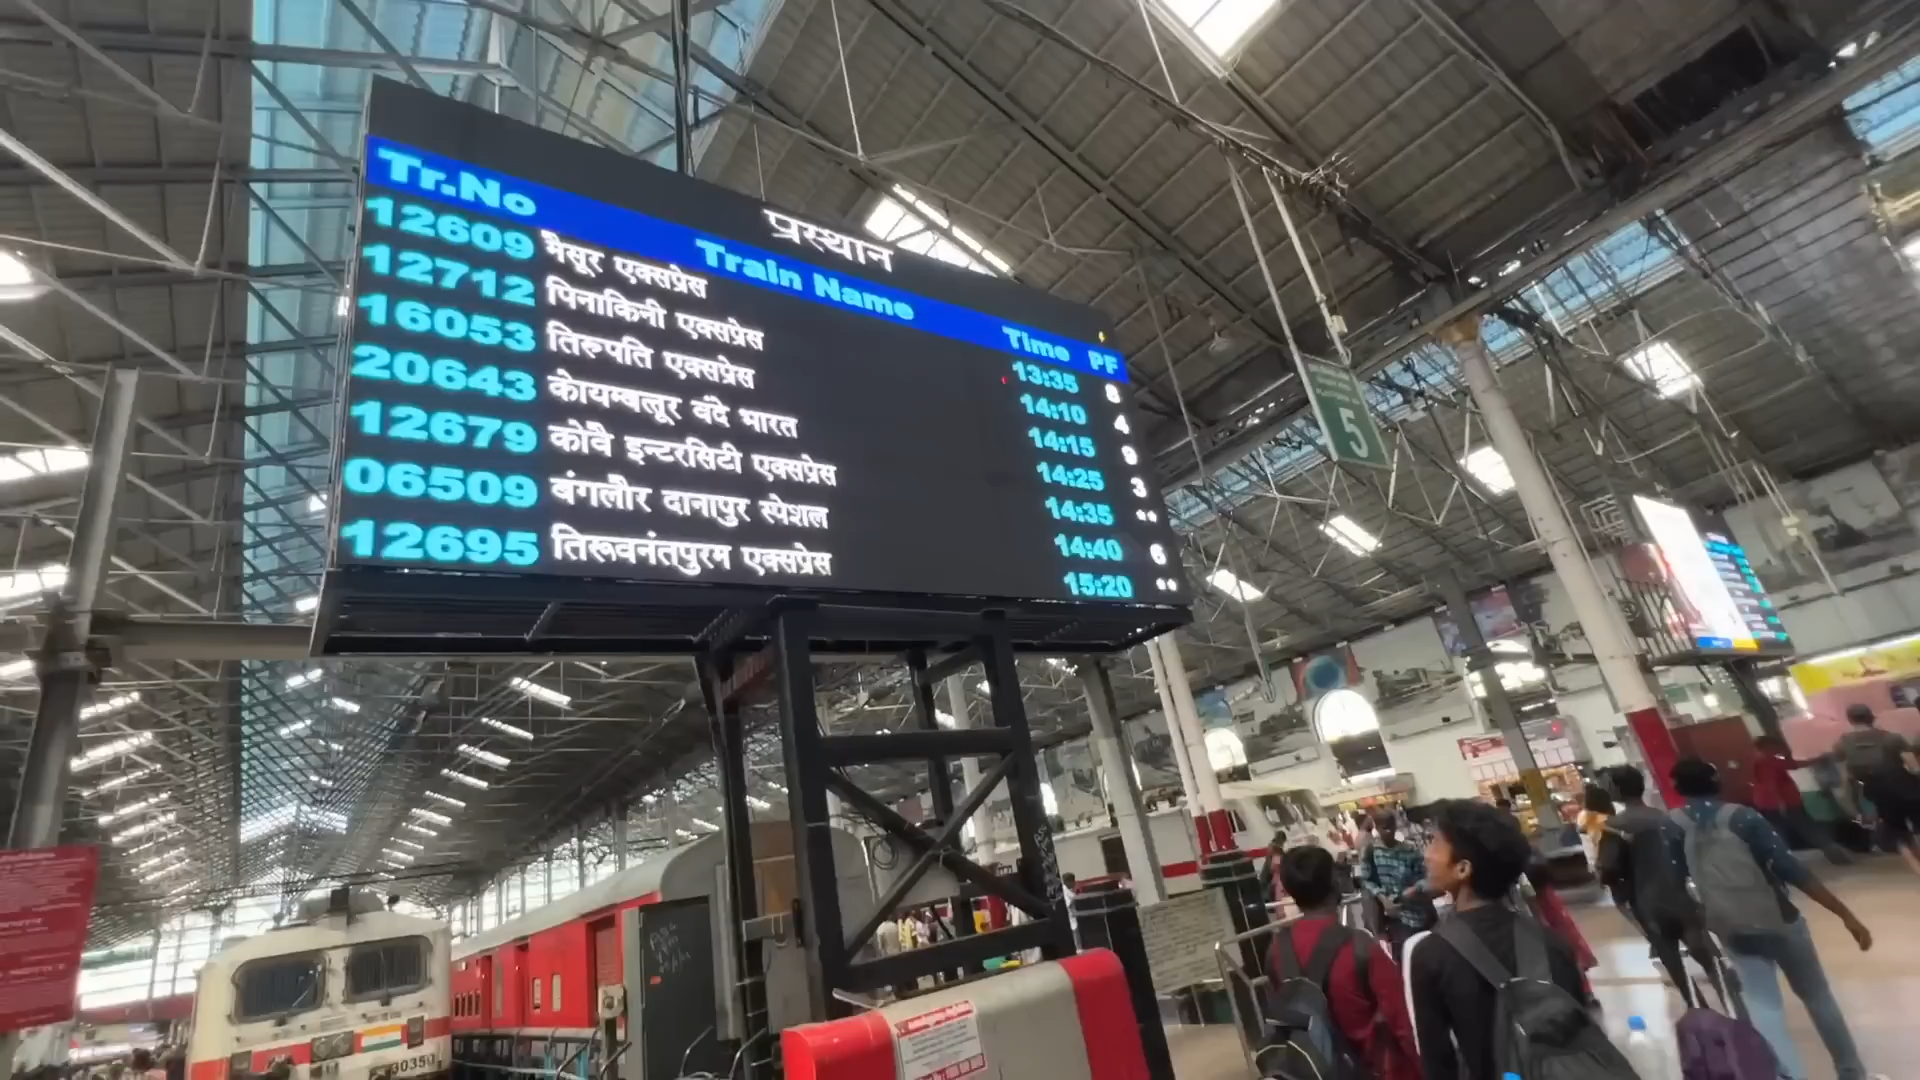 प्रस्थान
Tr.No Train Name Time PF
12609 मैसूर एक्सप्रेस 13:35 8
12712 पिनाकिनी एक्सप्रेस 14:10 4
16053 तिरुपति एक्सप्रेस 14:15 9
20643 कोयम्बलूर वंदे भारत 14:25 3
12679 कोवै इन्टरसिटी एक्सप्रेस 14:35 **
06509 बंगलौर दानापुर स्पेशल 14:40 6
12695 तिरूवनंतपुरम एक्सप्रेस 15:20 **
5